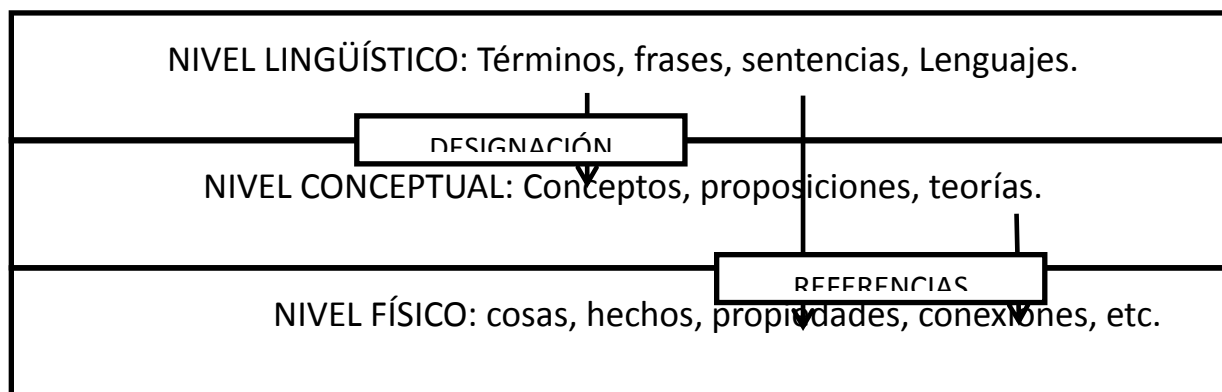 NIVEL LINGÜÍSTICO: Términos, frases, sentencias, Lenguajes.
DESIGNACIÓN
NIVEL CONCEPTUAL: Conceptos, proposiciones, teorías.
REFERENCIAS
NIVEL FÍSICO: cosas, hechos, propiedades, conexiones, etc.